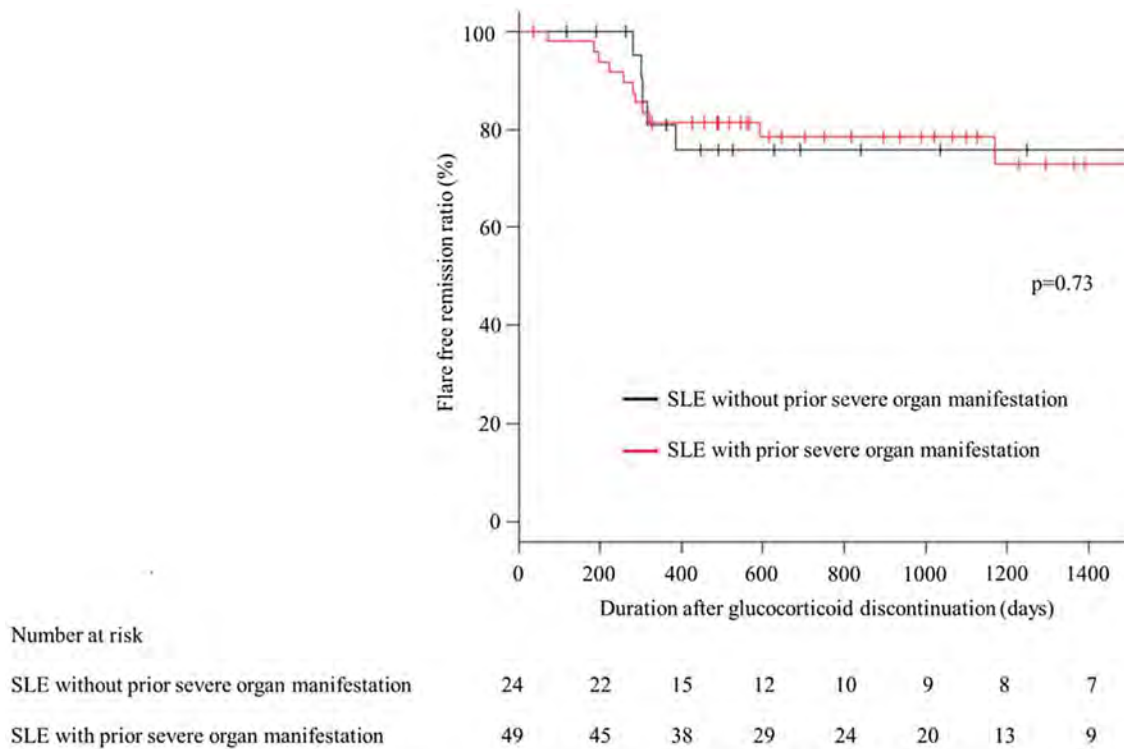 100
80
60
40
20
0
Flare free remission ratio (%)
p=0.73
SLE without prior severe organ manifestation
SLE with prior severe organ manifestation
0 200 400 600 800 1000 1200 1400
Duration after glucocorticoid discontinuation (days)
Number at risk
SLE without prior severe organ manifestation 24 22 15 12 10 9 8 7
SLE with prior severe organ manifestation 49 45 38 29 24 20 13 9